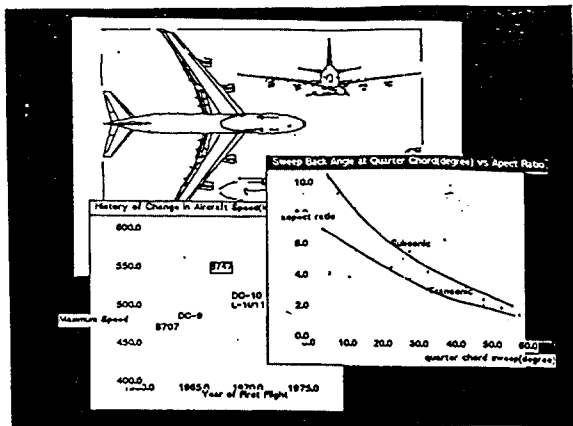 Sweep Back Angle at Quarter Chord(degree) vs Apect Ratio
10.0
aspect ratio
6.0
4.0
2.0
0.0
Subsonic
Transonic
10.0 20.0 30.0 40.0 50.0 60.0
quarter chord sweep(degree)
History of Change in Aircraft Speed
600.0
550.0
500.0
450.0
400.0
Maximum Speed
B747
DC-10
L-1011
DC-9
B707
1965.0 1970.0 1975.0
Year of First Flight